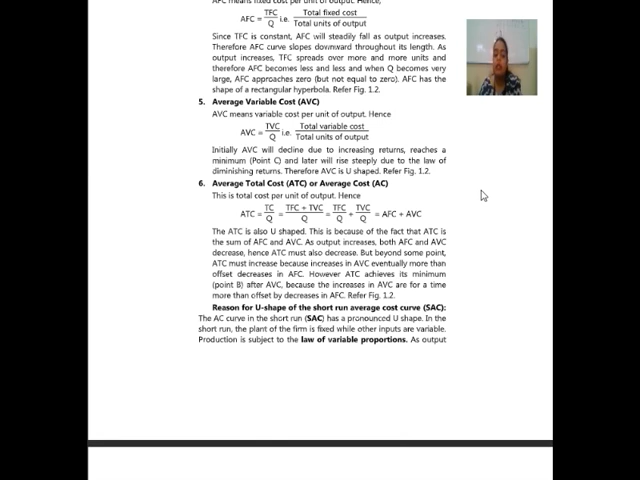 AFC means fixed cost per unit of output. Hence,
AFC = TFC/Q i.e. Total fixed cost/Total units of output
Since TFC is constant, AFC will steadily fall as output increases.
Therefore AFC curve slopes downward throughout its length. As
output increases, TFC spreads over more and more units and
therefore AFC becomes less and less and when Q becomes very
large, AFC approaches zero (but not equal to zero). AFC has the
shape of a rectangular hyperbola. Refer Fig. 1.2.
5. Average Variable Cost (AVC)
AVC means variable cost per unit of output. Hence
AVC = TVC/Q i.e. Total variable cost/Total units of output
Initially AVC will decline due to increasing returns, reaches a
minimum (Point C) and later will rise steeply due to the law of
diminishing returns. Therefore AVC is U shaped. Refer Fig. 1.2.
6. Average Total Cost (ATC) or Average Cost (AC)
This is total cost per unit of output. Hence
ATC = TC/Q = TFC + TVC/Q = TFC/Q + TVC/Q = AFC + AVC
The ATC is also U shaped. This is because of the fact that ATC is
the sum of AFC and AVC. As output increases, both AFC and AVC
decrease, hence ATC must also decrease. But beyond some point,
ATC must increase because increases in AVC eventually more than
offset decreases in AFC. However ATC achieves its minimum
(point B) after AVC, because the increases in AVC are for a time
more than offset by decreases in AFC. Refer Fig. 1.2.
Reason for U-shape of the short run average cost curve (SAC):
The AC curve in the short run (SAC) has a pronounced U shape. In the
short run, the plant of the firm is fixed while other inputs are variable.
Production is subject to the law of variable proportions. As output